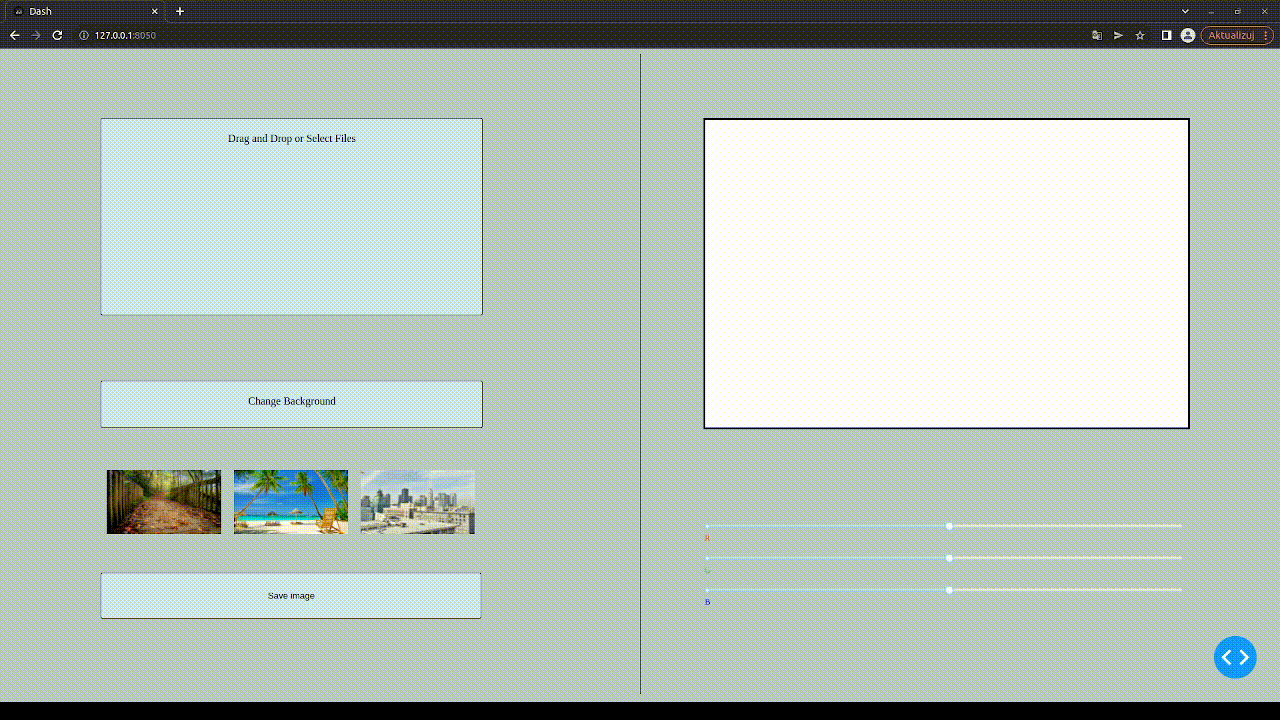 Dash
127.0.0.1:8050
Aktualizuj
Drag and Drop or Select Files
Change Background
Save image
R
G
B